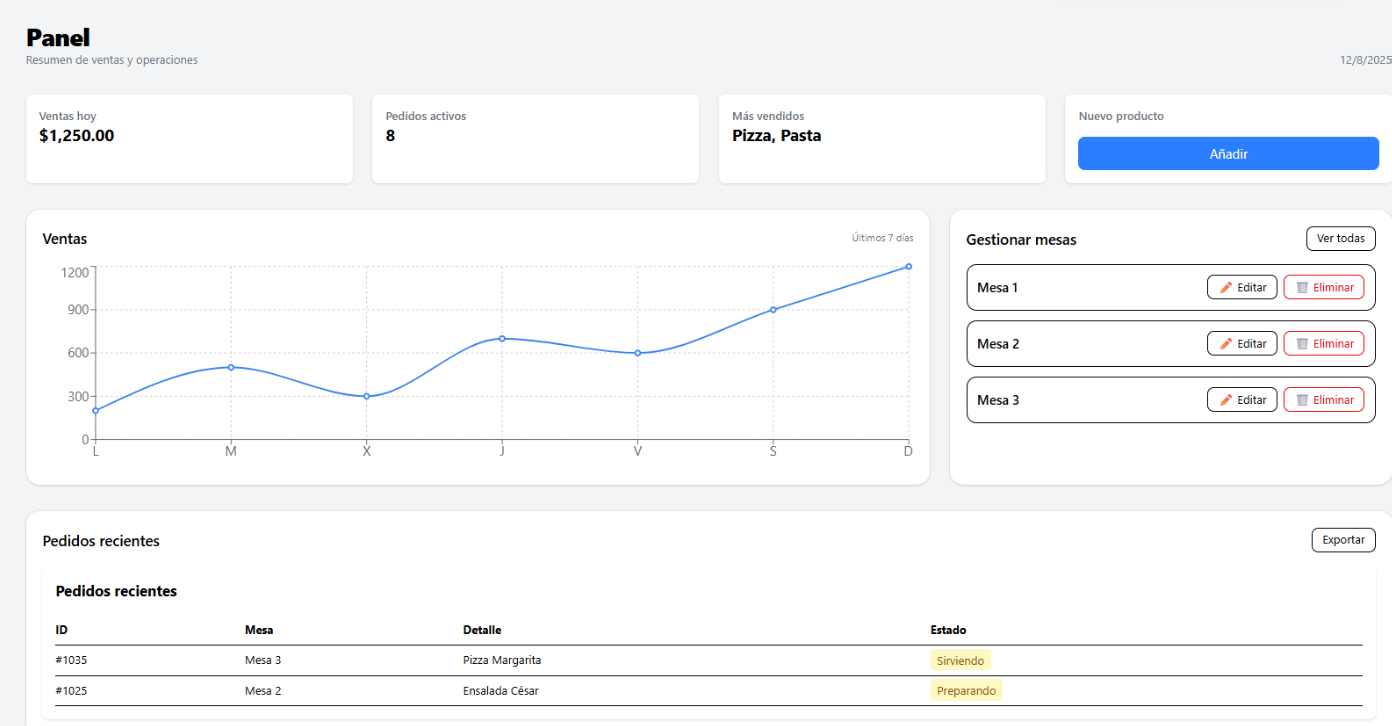 Panel
Resumen de ventas y operaciones
12/8/2025
Ventas hoy
$1,250.00
Pedidos activos
8
Más vendidos
Pizza, Pasta
Nuevo producto
Añadir
Ventas
Últimos 7 días
1200
900
600
300
0
L M X J V S D
Gestionar mesas
Ver todas
Mesa 1 Editar Eliminar
Mesa 2 Editar Eliminar
Mesa 3 Editar Eliminar
Pedidos recientes
Exportar
Pedidos recientes
ID Mesa Detalle Estado
#1035 Mesa 3 Pizza Margarita Sirviendo
#1025 Mesa 2 Ensalada César Preparando